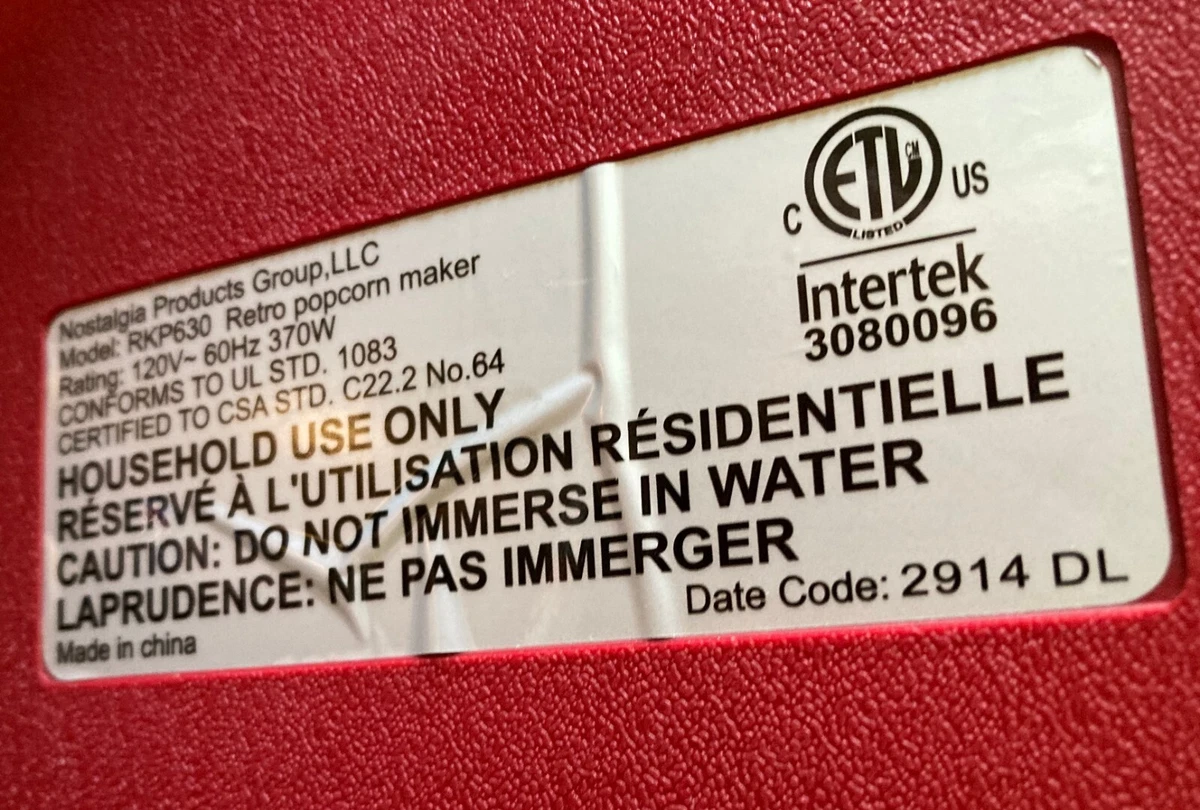 Nostalgia Products Group,LLC
Model: RKP630 Retro popcorn maker
Rating: 120V~ 60Hz 370W
CONFORMS TO UL STD. 1083
CERTIFIED TO CSA STD. C22.2 No.64
HOUSEHOLD USE ONLY
RÉSERVÉ À L'UTILISATION RÉSIDENTIELLE
CAUTION: DO NOT IMMERSE IN WATER
LAPRUDENCE: NE PAS IMMERGER
Made in china
Date Code: 2914 DL
C ETL CM US
LISTED
Intertek
3080096